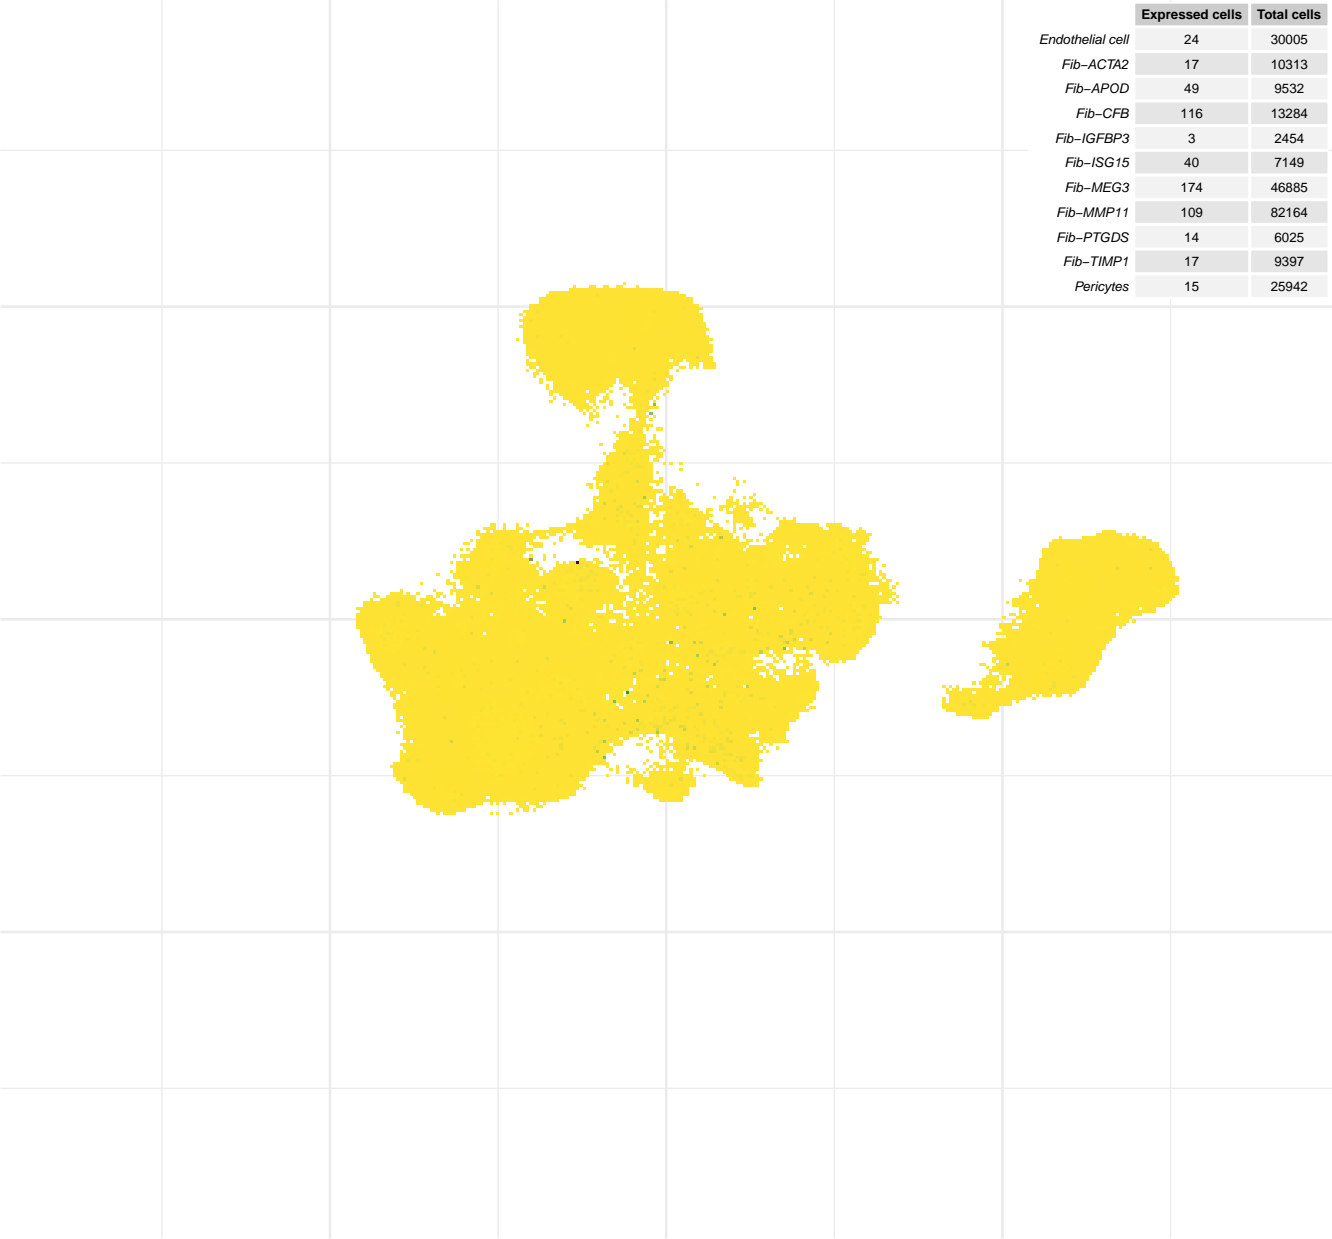 Expressed cells Total cells
Endothelial cell 24 30005
Fib−ACTA2 17 10313
Fib−APOD 49 9532
Fib−CFB 116 13284
Fib−IGFBP3 3 2454
Fib−ISG15 40 7149
Fib−MEG3 174 46885
Fib−MMP11 109 82164
Fib−PTGDS 14 6025
Fib−TIMP1 17 9397
Pericytes 15 25942